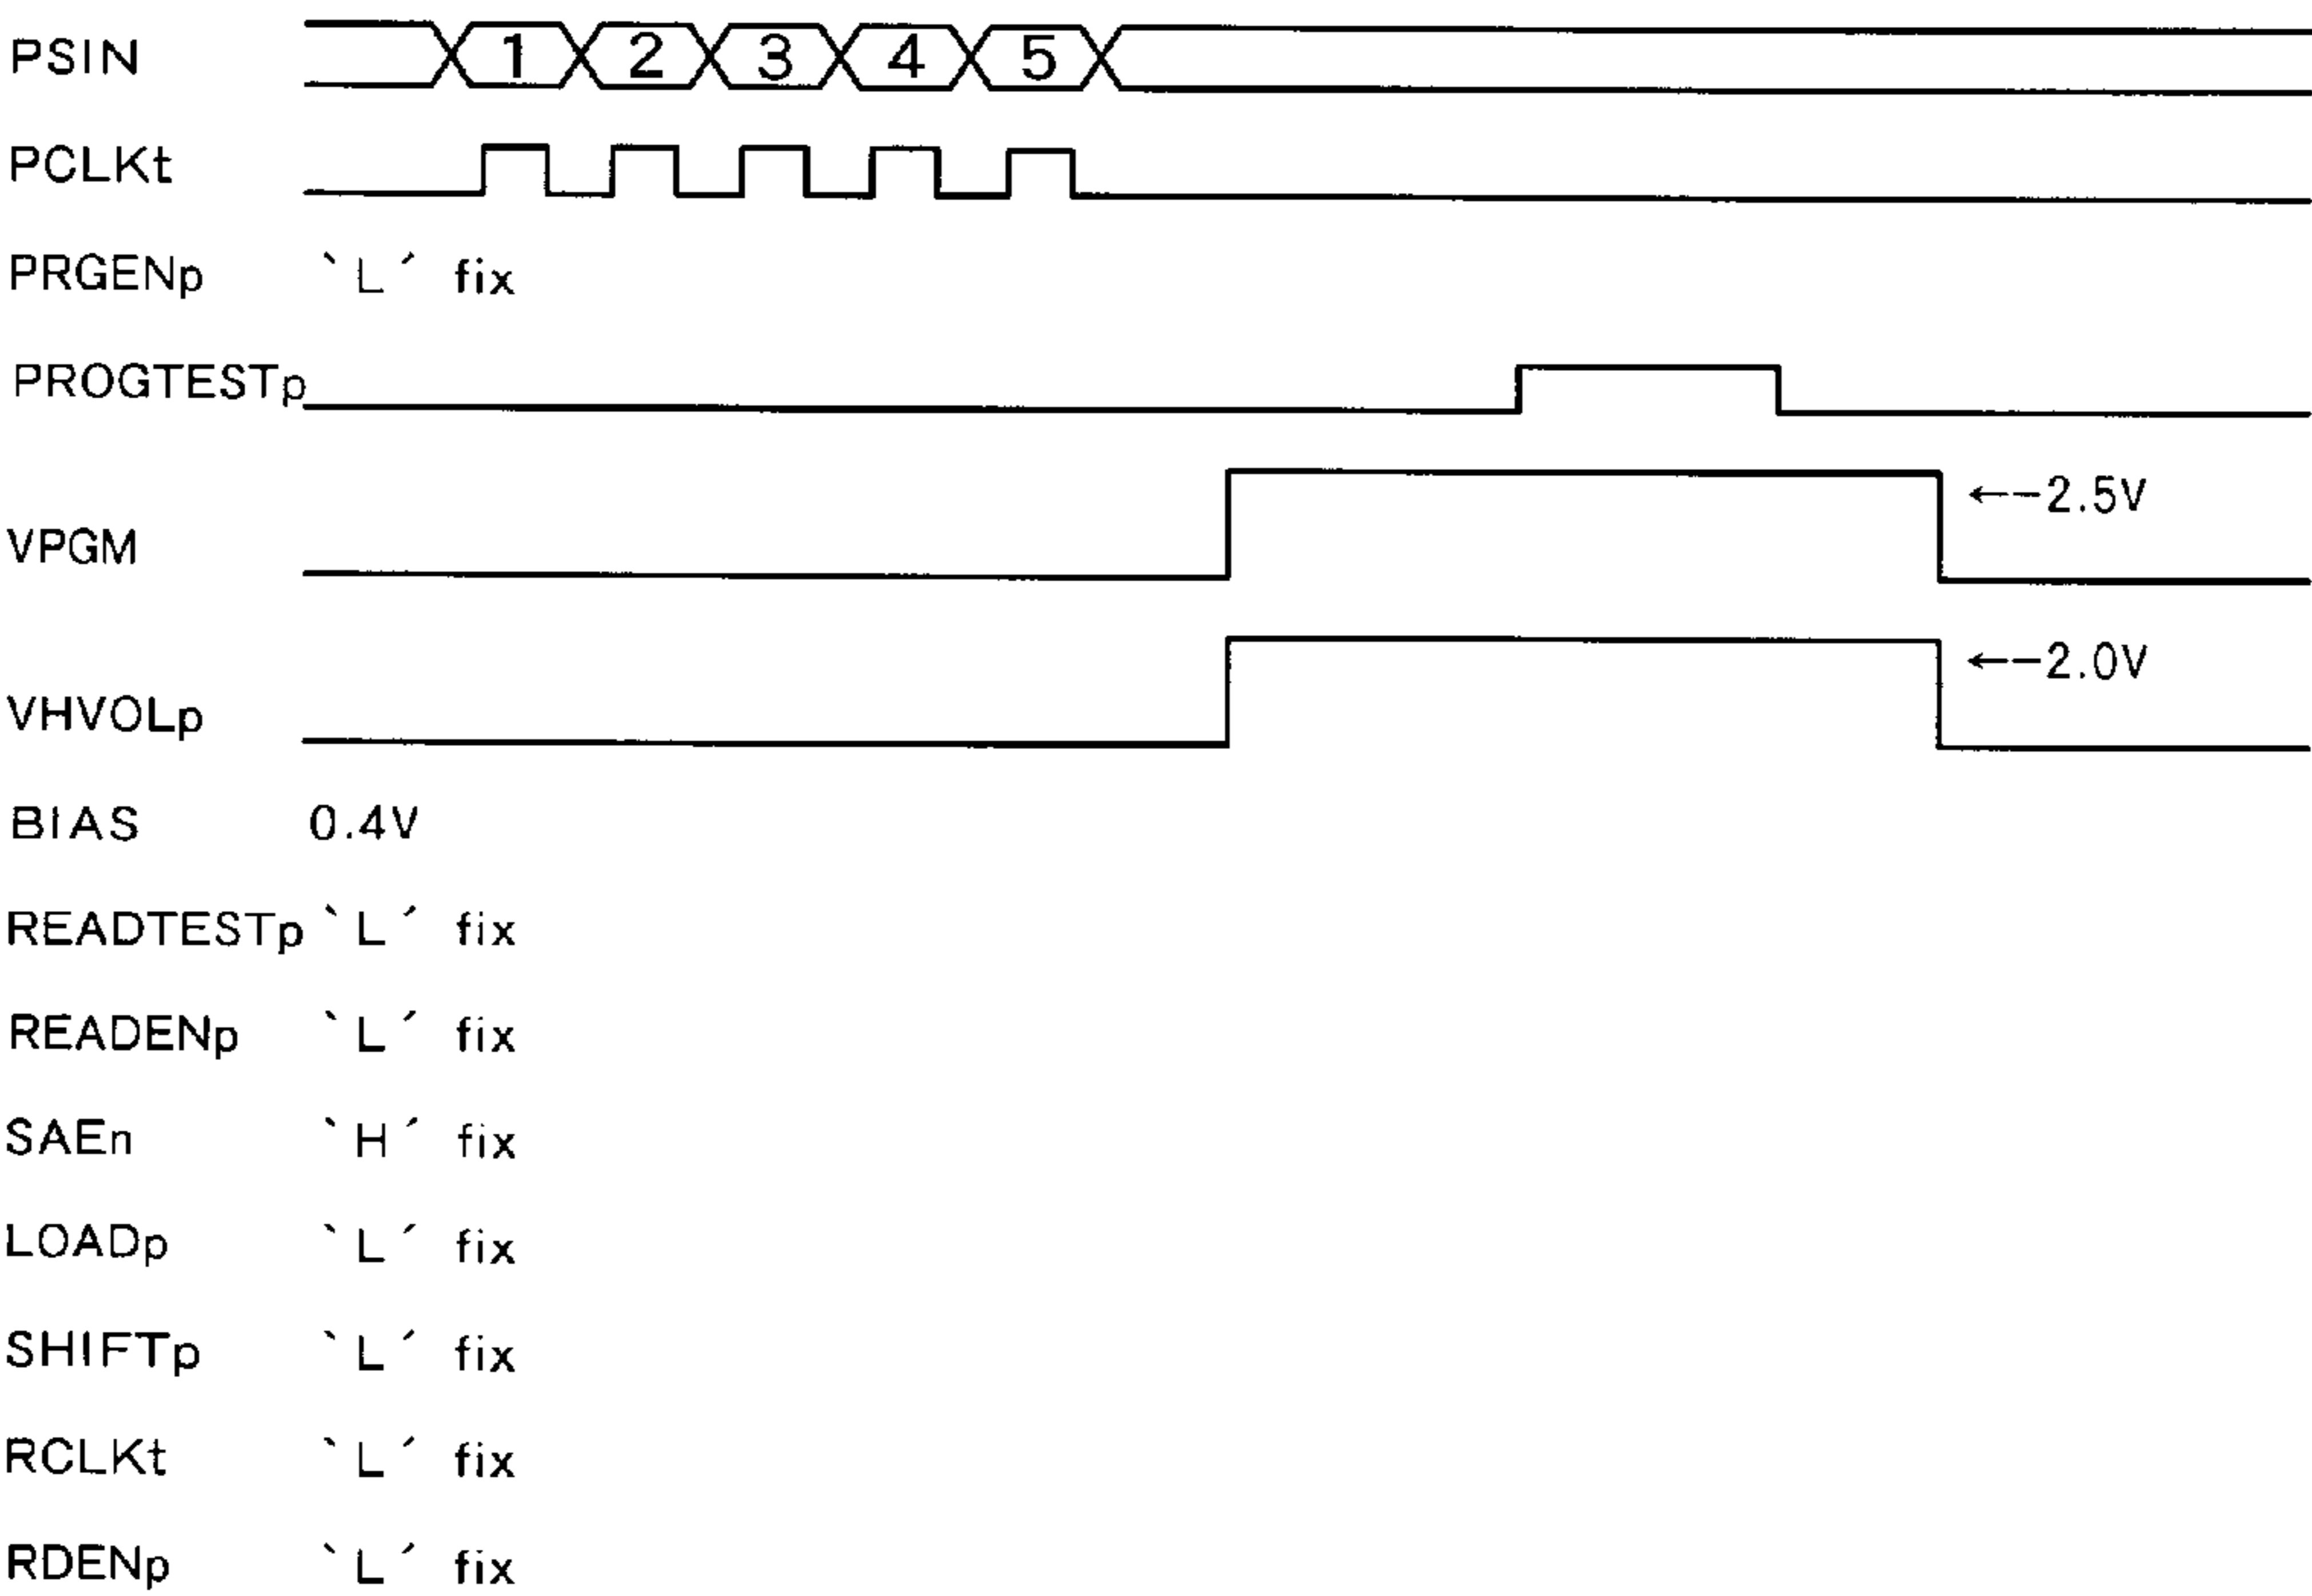 PSIN 1 2 3 4 5
PCLKt
PRGENp `L´ fix
PROGTESTp
←--2.5V
VPGM
←--2.0V
VHVOLp
BIAS 0.4V
READTESTp `L´ fix
READENp `L´ fix
SAEn `H´ fix
LOADp `L´ fix
SHIFTp `L´ fix
RCLKt `L´ fix
RDENp `L´ fix